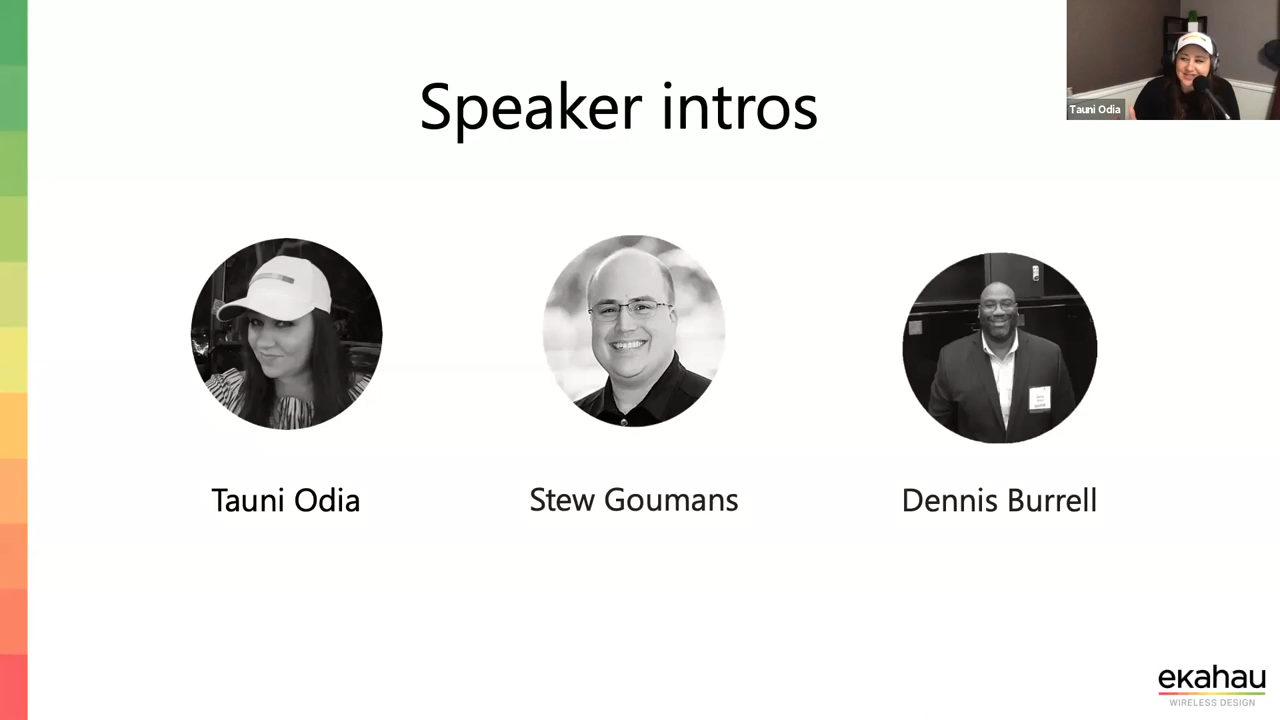 Speaker intros
Tauni Odia
Tauni Odia
Stew Goumans
Dennis Burrell
ekahau
WIRELESS DESIGN